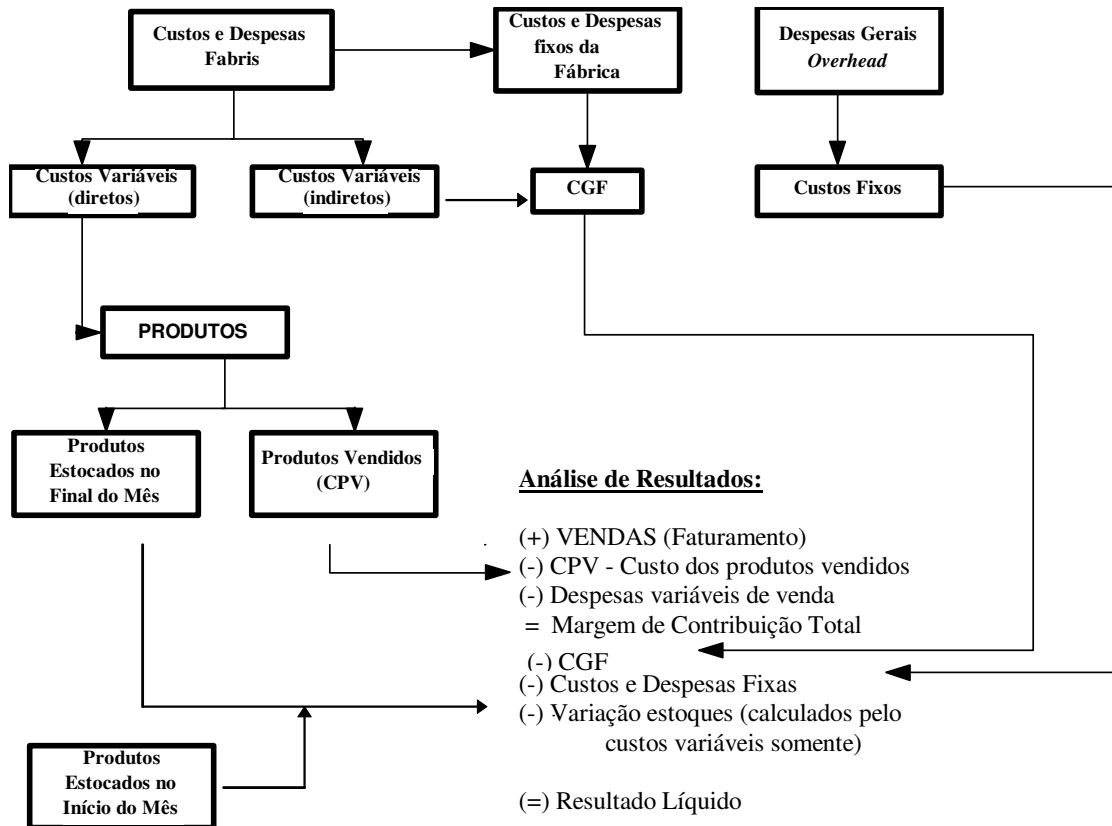 Custos e Despesas
Fabris
Custos e Despesas
fixos da
Fábrica
Despesas Gerais
Overhead
Custos Variáveis
(diretos)
Custos Variáveis
(indiretos)
CGF
Custos Fixos
PRODUTOS
Produtos
Estocados no
Final do Mês
Produtos Vendidos
(CPV)
Análise de Resultados:
(+) VENDAS (Faturamento)
(-) CPV - Custo dos produtos vendidos
(-) Despesas variáveis de venda
= Margem de Contribuição Total
(-) CGF
(-) Custos e Despesas Fixas
(-) Variação estoques (calculados pelo
custos variáveis somente)
Produtos
Estocados no
Início do Mês
(=) Resultado Líquido